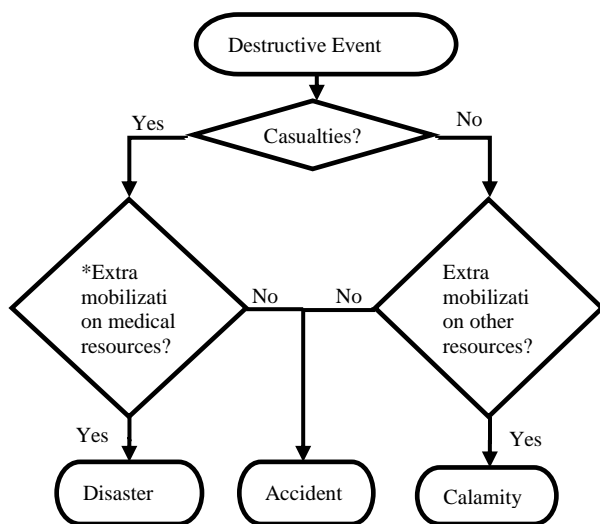 Destructive Event
Yes
No
Casualties?
*Extra
mobilizati
on medical
resources?
No
No
Extra
mobilizati
on other
resources?
Yes
Yes
Disaster
Accident
Calamity